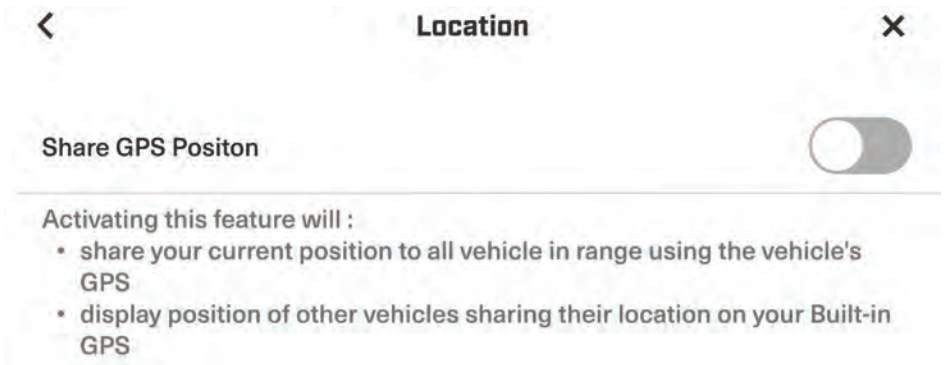 Location
Share GPS Positon
Activating this feature will :
• share your current position to all vehicle in range using the vehicle's
GPS
• display position of other vehicles sharing their location on your Built-in
GPS